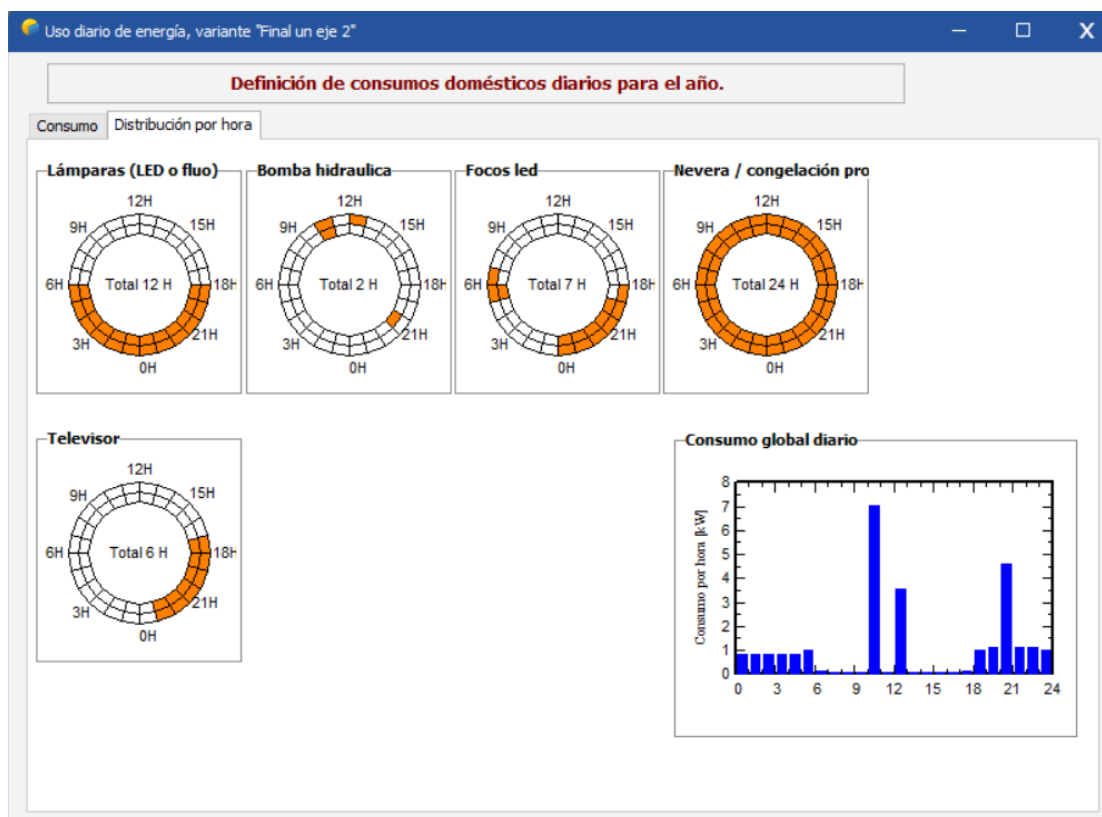 Uso diario de energía, variante "Final un eje 2"
Definición de consumos domésticos diarios para el año.
Consumo
Distribución por hora
Lámparas (LED o fluo)
12H
9H
15H
6H
Total 12 H
18H
3H
21H
0H
Bomba hidraulica
12H
9H
15H
6H
Total 2 H
18H
3H
21H
0H
Focos led
12H
9H
15H
6H
Total 7 H
18H
3H
21H
0H
Nevera / congelación pro
12H
9H
15H
6H
Total 24 H
18H
3H
21H
0H
Televisor
12H
9H
15H
6H
Total 6 H
18H
3H
21H
0H
Consumo global diario
Consumo por hora [kW]
8
7
6
5
4
3
2
1
0
0 3 6 9 12 15 18 21 24